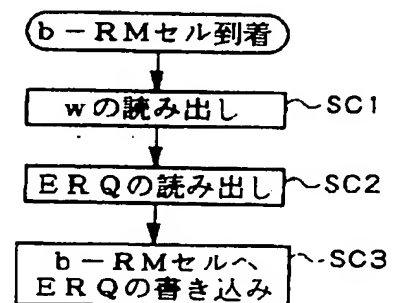 b－RMセル到着
wの読み出し
SC1
ERQの読み出し
SC2
b－RMセルへ
ERQの書き込み
SC3